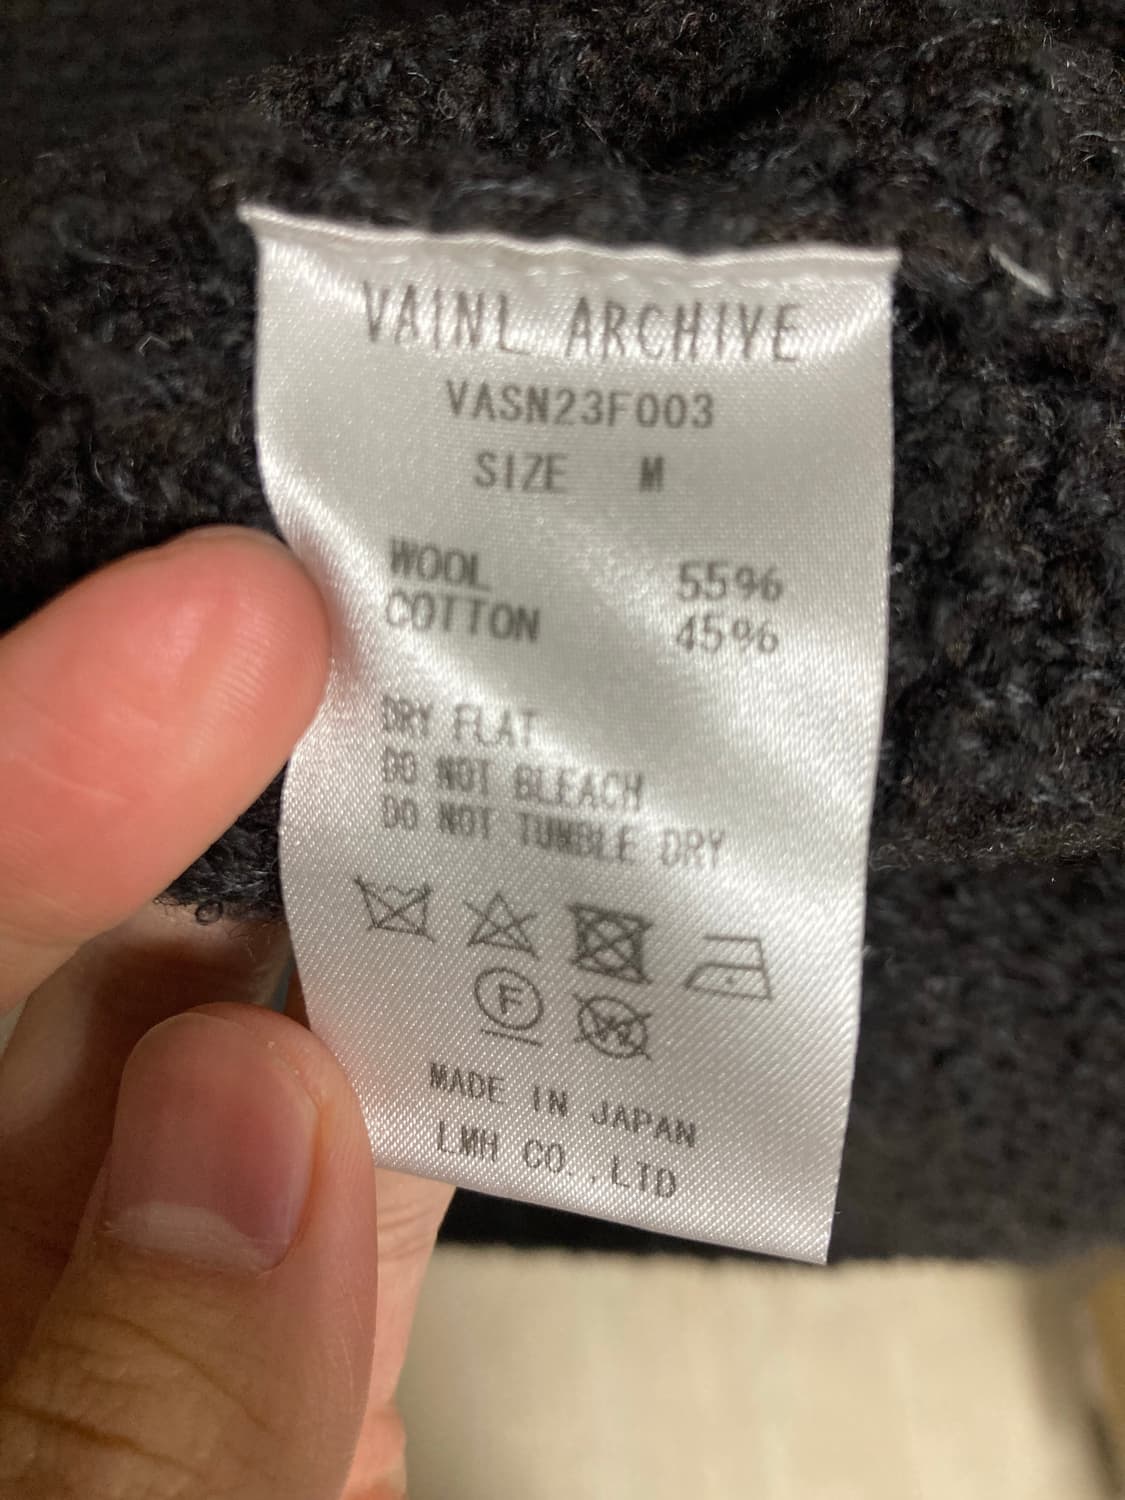 VAINL ARCHIVE
VASN23F003
SIZE M
WOOL 55%
COTTON 45%
DRY FLAT
DO NOT BLEACH
DO NOT TUMBLE DRY
F W
MADE IN JAPAN
LMH CO.,LTD